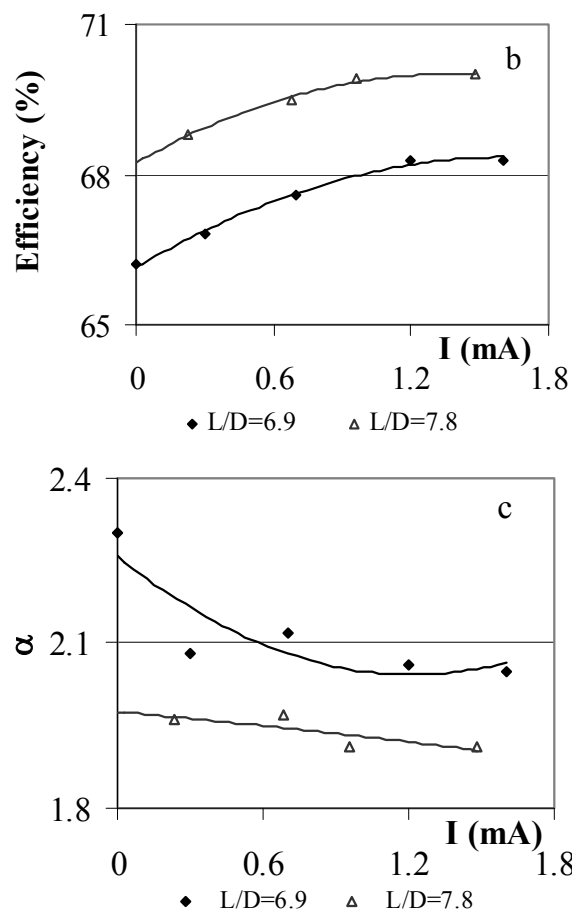 71
b
68
Efficiency (%)
65
I (mA)
0 0.6 1.2 1.8
L/D=6.9 L/D=7.8
2.4
c
α
2.1
1.8
I (mA)
0 0.6 1.2 1.8
L/D=6.9 L/D=7.8